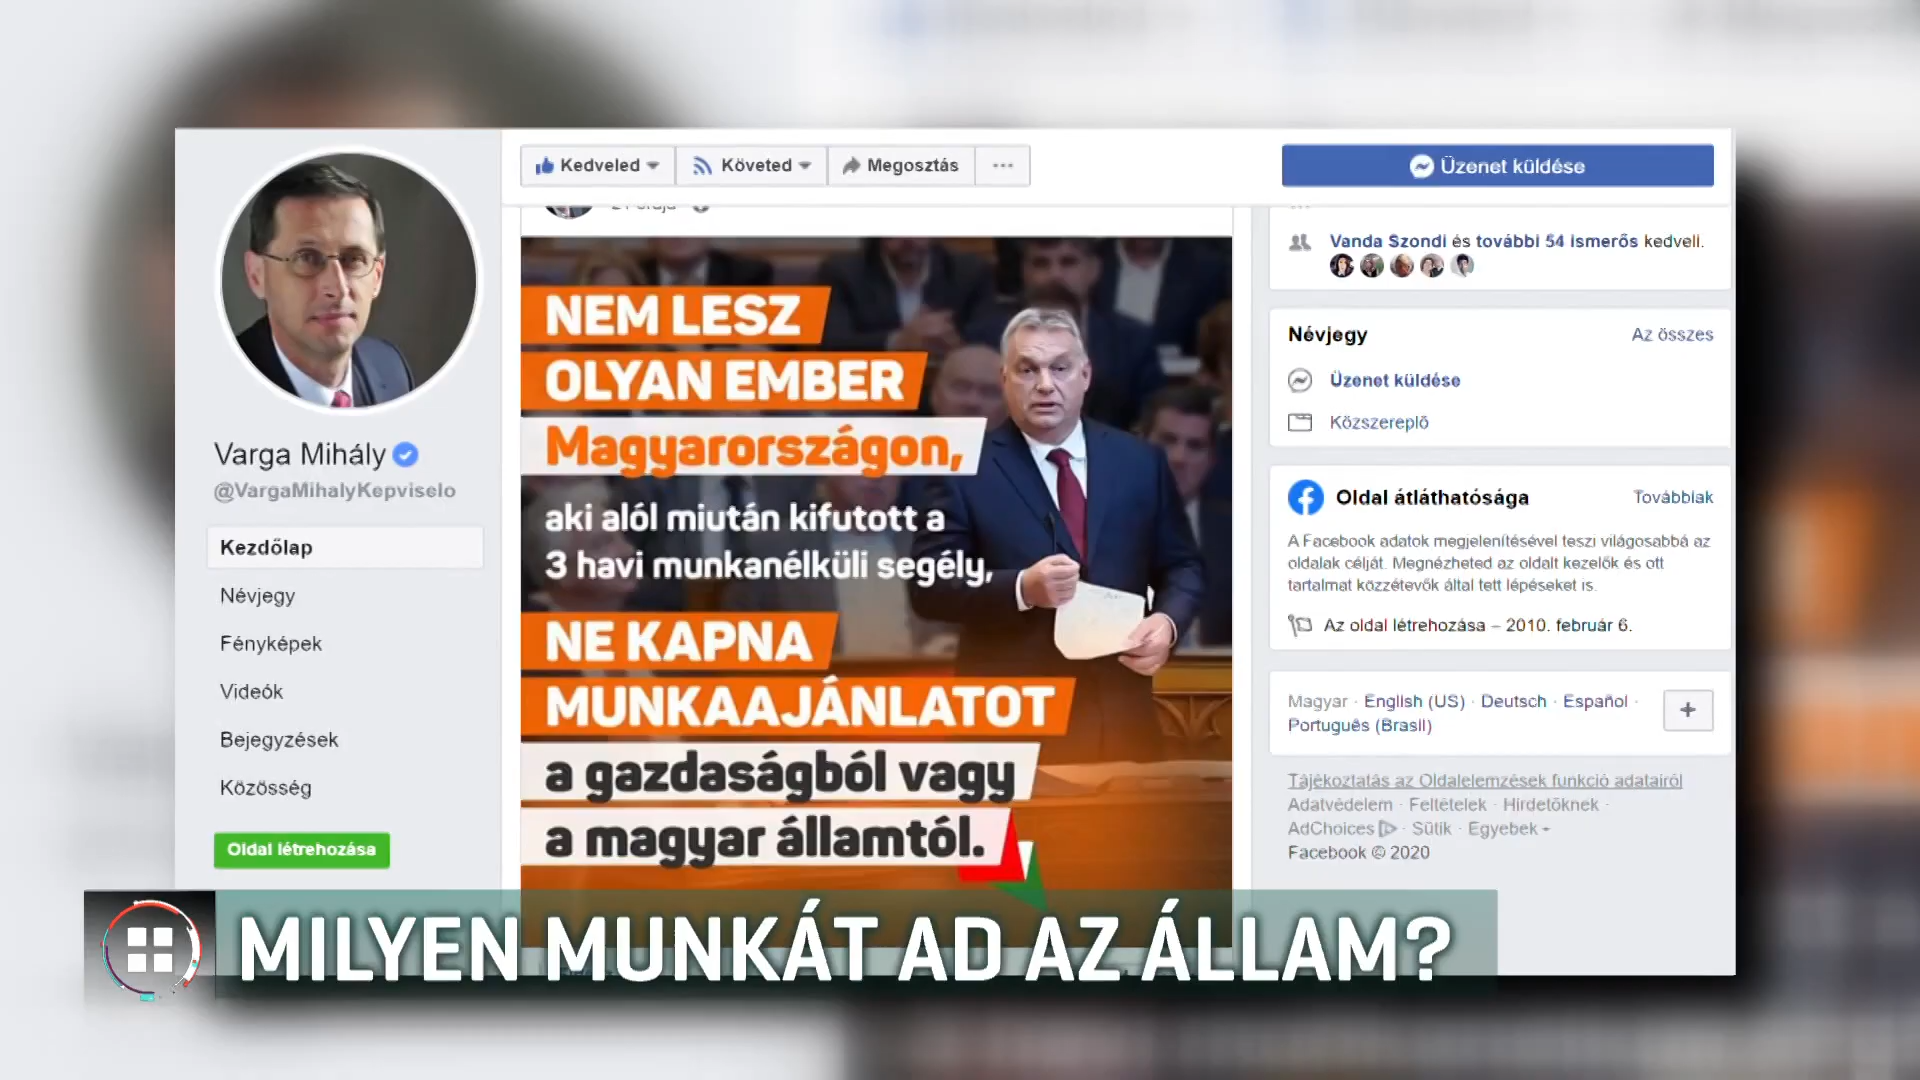 Kedveled
Követed
Megosztás
Üzenet küldése
Vanda Szondi és további 54 ismerős kedveli.
Névjegy
Az összes
Üzenet küldése
Közszereplő
Oldal átláthatósága
Továbbiak
A Facebook adatok megjelenítésével teszi világosabbá az
oldalak célját. Megnézheted az oldalt kezelők és ott
tartalmat közzétevők által tett lépéseket is.
Az oldal létrehozása – 2010. február 6.
Magyar · English (US) · Deutsch · Español ·
Português (Brasil)
Tájékoztatás az Oldalelemzések funkció adatairól
Adatvédelem · Feltételek · Hirdetőknek ·
AdChoices · Sütik · Egyebek
Facebook © 2020
Varga Mihály
@VargaMihalyKepviselo
Kezdőlap
Névjegy
Fényképek
Videók
Bejegyzések
Közösség
Oldal létrehozása
NEM LESZ
OLYAN EMBER
Magyarországon,
aki alól miután kifutott a
3 havi munkanélküli segély,
NE KAPNA
MUNKAAJÁNLATOT
a gazdaságból vagy
a magyar államtól.
MILYEN MUNKÁT AD AZ ÁLLAM?